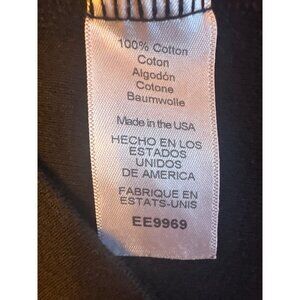 100% Cotton
Coton
Algodón
Cotone
Baumwolle
Made in the USA
HECHO EN LOS
ESTADOS
UNIDOS
DE AMERICA
FABRIQUE EN
ESTATS-UNIS
EE9969